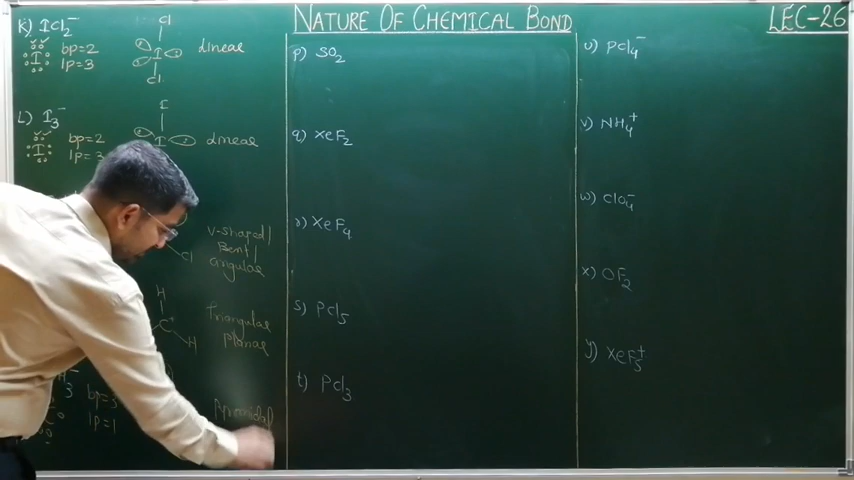 NATURE OF CHEMICAL BOND
LEC-26
K) ICl₂⁻
I
bp=2
lp=3
Cl
I
Cl
linear
L) I₃⁻
I
bp=2
lp=3
I
I
linear
Cl
V-shaped/
Bent/
angular
H
C⁺
H
Triangular
Planar
H₃⁻
bp=3
lp=1
Pyramidal
p) SO₂
q) XeF₂
r) XeF₄
s) PCl₅
t) PCl₃
u) PCl₄⁻
v) NH₄⁺
w) ClO₄⁻
x) OF₂
y) XeF₅⁺